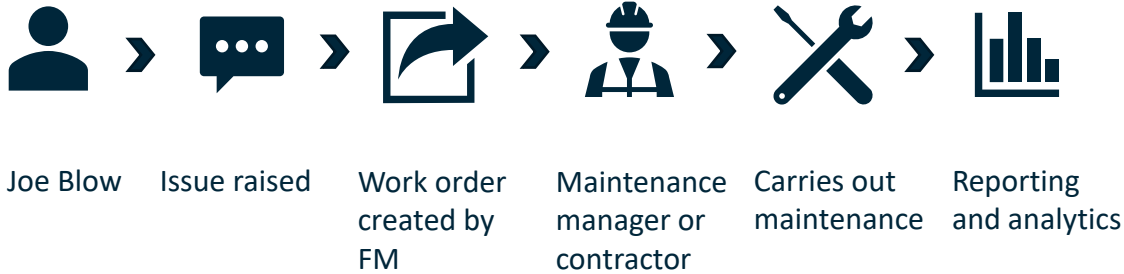 Joe Blow
Issue raised
Work order
created by
FM
Maintenance
manager or
contractor
Carries out
maintenance
Reporting
and analytics